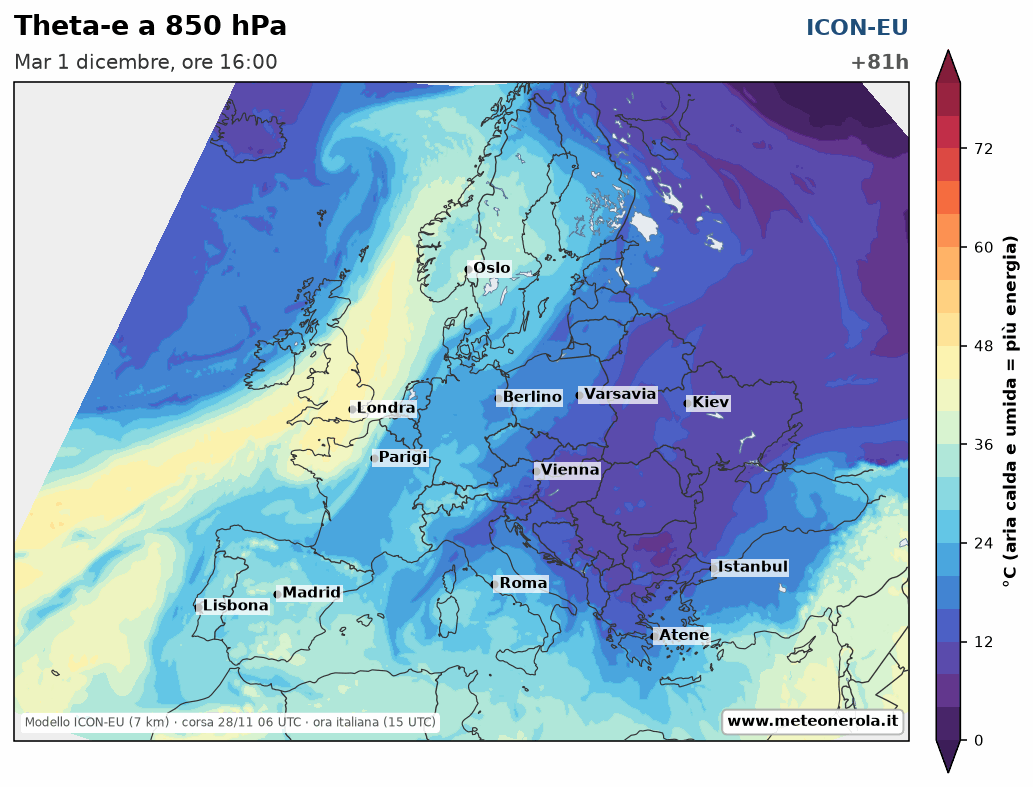 Theta-e a 850 hPa
ICON-EU
Mar 1 dicembre, ore 16:00
+81h
72
60
48
36
24
12
0
°C (aria calda e umida = più energia)
Oslo
Berlino
Varsavia
Kiev
Londra
Parigi
Vienna
Istanbul
Roma
Madrid
Lisbona
Atene
Modello ICON-EU (7 km) · corsa 28/11 06 UTC · ora italiana (15 UTC)
www.meteonerola.it